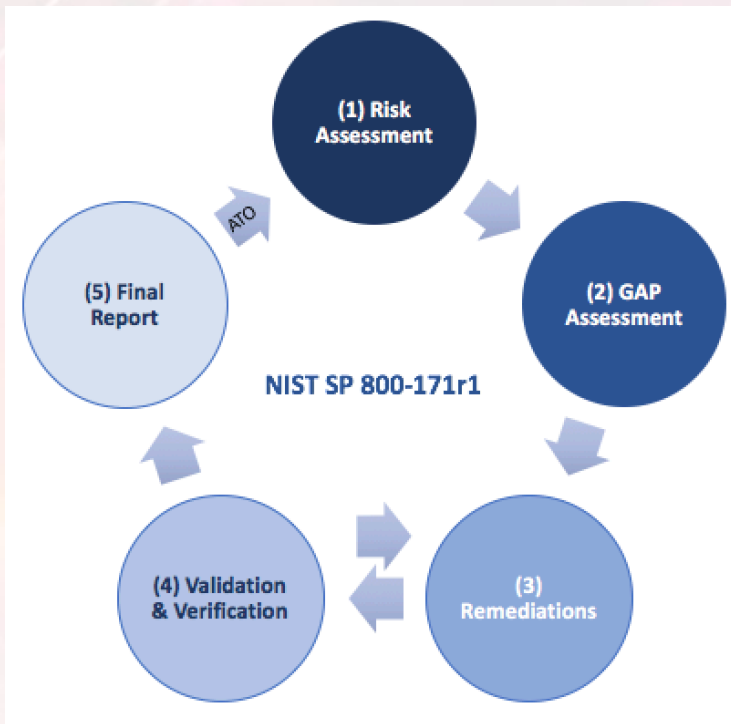 (1) Risk
Assessment
ATO
(5) Final
Report
(2) GAP
Assessment
NIST SP 800-171r1
(4) Validation
& Verification
(3)
Remediations